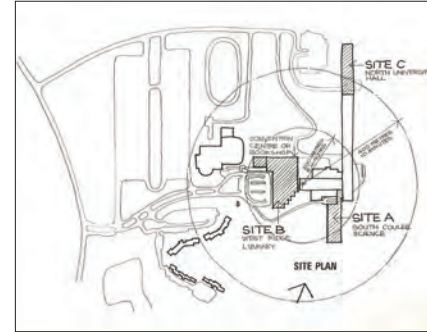 SITE C
NORTH UNIVERSITY
HALL
CONVENTION
CENTRE OR
BOOKSHOP
SITE B
WEST RIDGE
LIBRARY
SITE A
SOUTH COULEE
SCIENCE
SITE PLAN